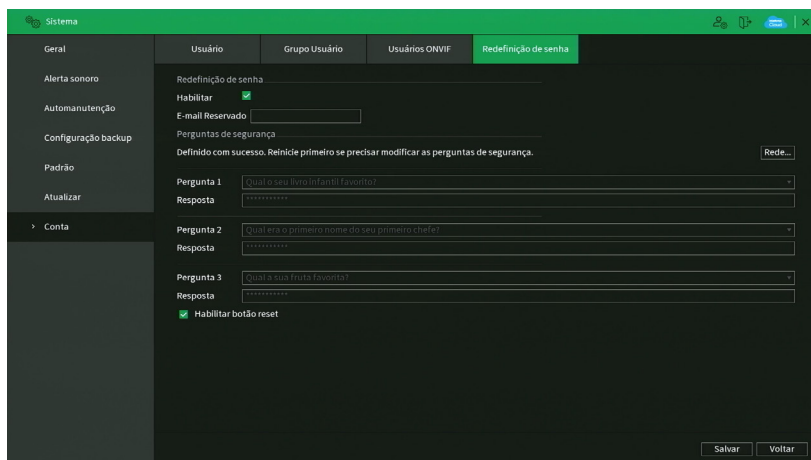 Sistema
Cloud
Geral
Alerta sonoro
Automanutenção
Configuração backup
Padrão
Atualizar
Conta
Usuário
Grupo Usuário
Usuários ONVIF
Redefinição de senha
Redefinição de senha
Habilitar
E-mail Reservado
Perguntas de segurança
Definido com sucesso. Reinicie primeiro se precisar modificar as perguntas de segurança.
Rede...
Pergunta 1
Qual o seu livro infantil favorito?
Resposta
***********
Pergunta 2
Qual era o primeiro nome do seu primeiro chefe?
Resposta
***********
Pergunta 3
Qual a sua fruta favorita?
Resposta
***********
Habilitar botão reset
Salvar
Voltar